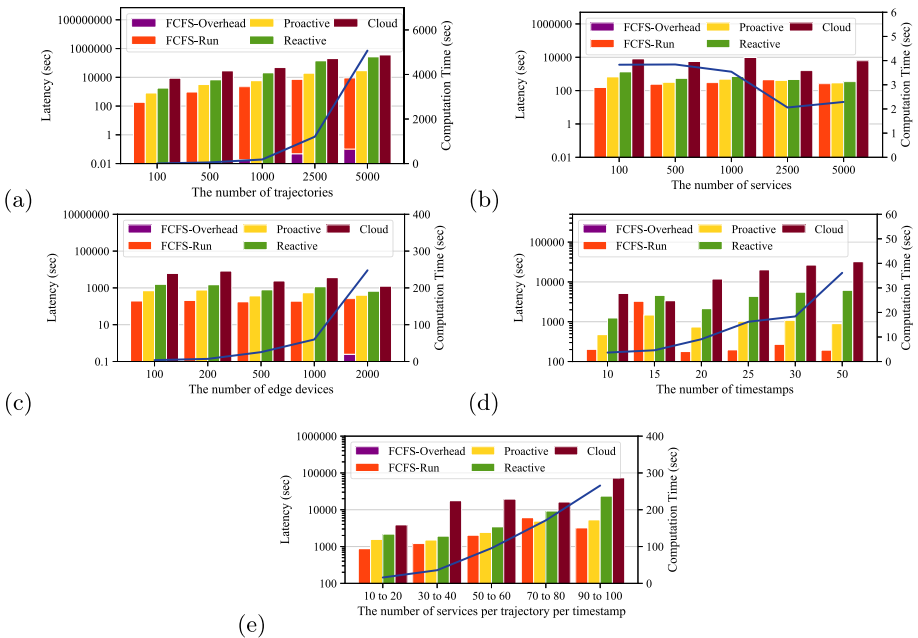 FCFS-Overhead Proactive Cloud
FCFS-Run Reactive
1000000
10000
100
1
0.01
Latency (sec)
6000
4000
2000
0
Computation Time (sec)
100 500 1000 2500 5000
The number of trajectories
(a)
FCFS-Overhead Proactive Cloud
FCFS-Run Reactive
1000000
10000
100
1
0.01
Latency (sec)
6
5
4
3
2
1
0
Computation Time (sec)
100 500 1000 2500 5000
The number of services
(b)
FCFS-Overhead Proactive Cloud
FCFS-Run Reactive
10000000
100000
1000
10
0.1
Latency (sec)
400
300
200
100
0
Computation Time (sec)
100 200 500 1000 2000
The number of edge devices
(c)
FCFS-Overhead Proactive Cloud
FCFS-Run Reactive
100000
10000
1000
100
Latency (sec)
60
50
40
30
20
10
0
Computation Time (sec)
10 15 20 25 30 50
The number of timestamps
(d)
FCFS-Overhead Proactive Cloud
FCFS-Run Reactive
1000000
100000
10000
1000
100
Latency (sec)
400
300
200
100
0
Computation Time (sec)
10 to 20 30 to 40 50 to 60 70 to 80 90 to 100
The number of services per trajectory per timestamp
(e)